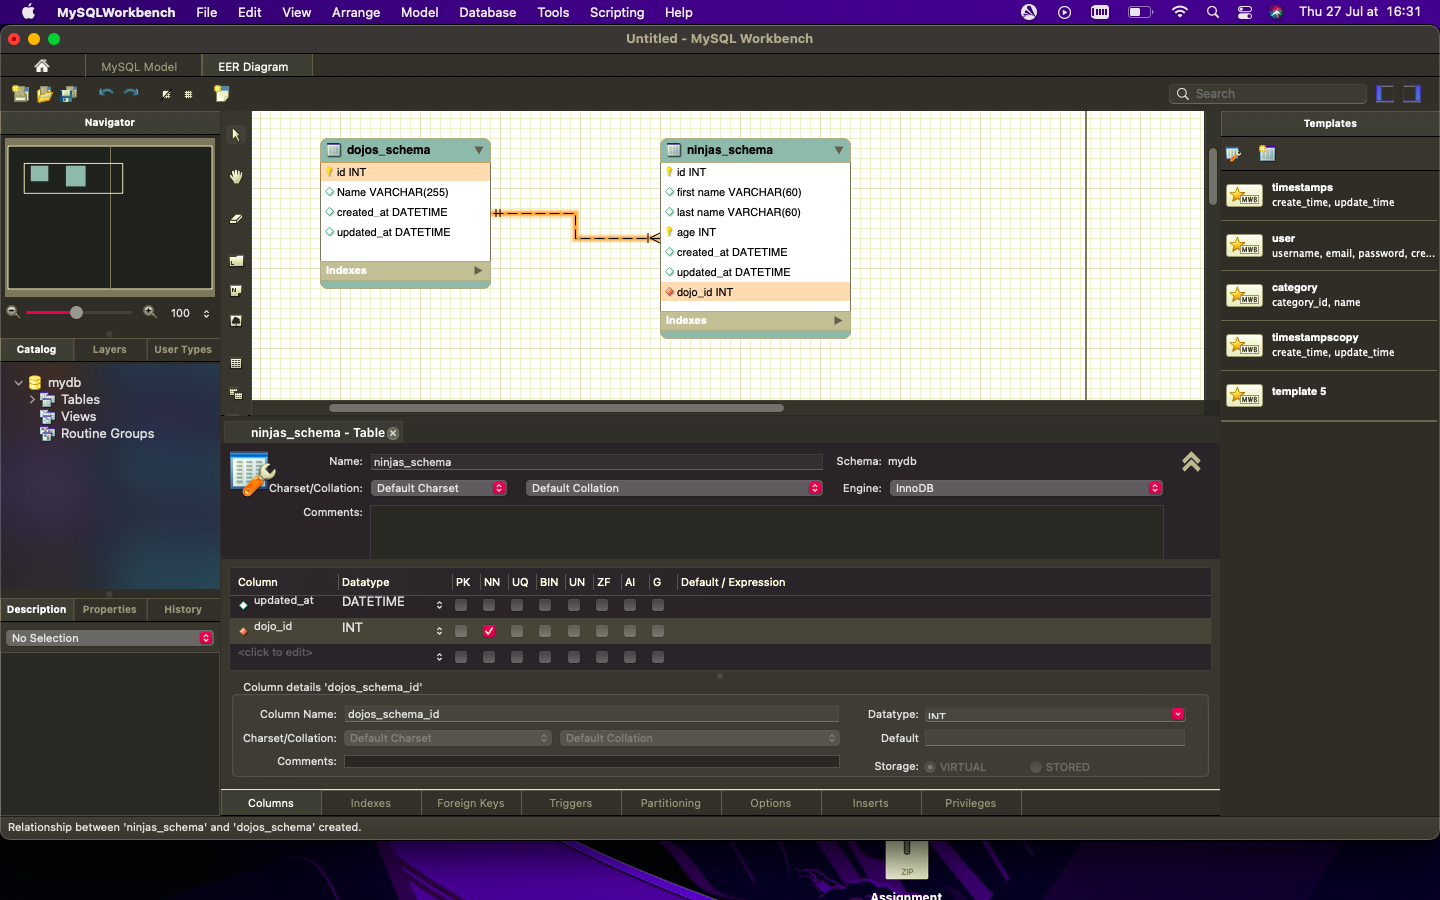 MySQLWorkbench File Edit View Arrange Model Database Tools Scripting Help Thu 27 Jul at 16:31
Untitled - MySQL Workbench
MySQL Model EER Diagram
Search
Navigator
100
Catalog Layers User Types
mydb
Tables
Views
Routine Groups
Description Properties History
No Selection
dojos_schema
id INT
Name VARCHAR(255)
created_at DATETIME
updated_at DATETIME
Indexes
ninjas_schema
id INT
first name VARCHAR(60)
last name VARCHAR(60)
age INT
created_at DATETIME
updated_at DATETIME
dojo_id INT
Indexes
Templates
timestamps
create_time, update_time
user
username, email, password, cre...
category
category_id, name
timestampscopy
create_time, update_time
template 5
MWB
MWB
MWB
MWB
MWB
ninjas_schema - Table
Name: ninjas_schema Schema: mydb
Charset/Collation: Default Charset Default Collation Engine: InnoDB
Comments:
Column Datatype PK NN UQ BIN UN ZF AI G Default / Expression
updated_at DATETIME
dojo_id INT
<click to edit>
Column details 'dojos_schema_id'
Column Name: dojos_schema_id Datatype: INT
Charset/Collation: Default Charset Default Collation Default
Comments: Storage: VIRTUAL STORED
Columns Indexes Foreign Keys Triggers Partitioning Options Inserts Privileges
Relationship between 'ninjas_schema' and 'dojos_schema' created.
ZIP
Assignment